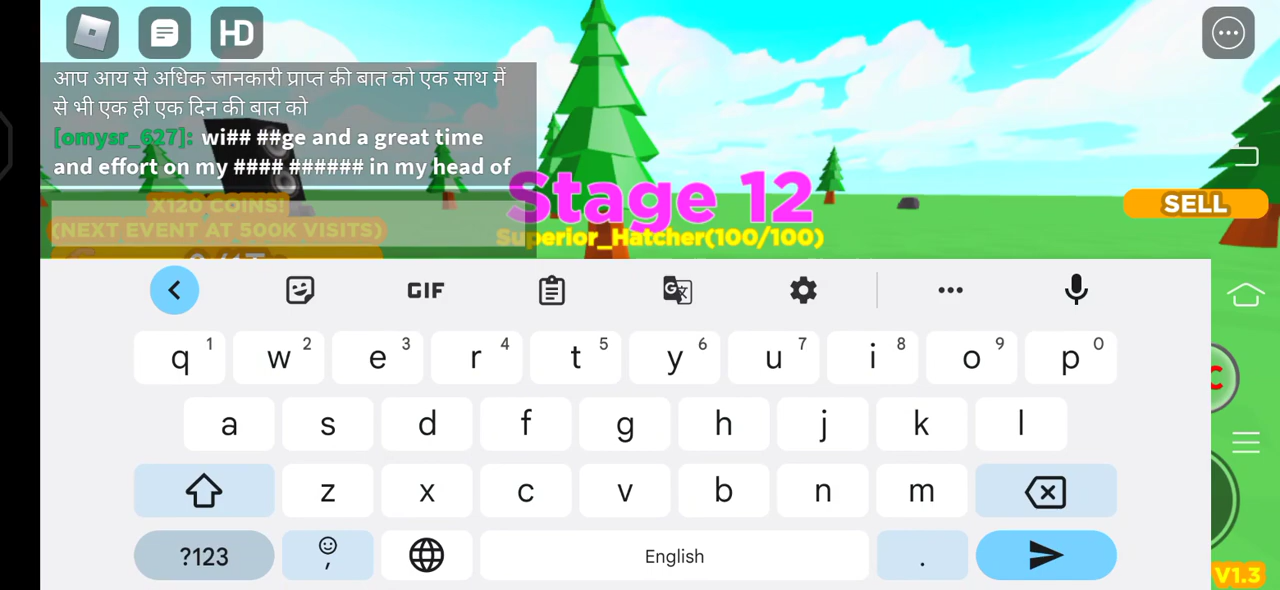 HD
आप आय से अधिक जानकारी प्राप्त की बात को एक साथ में
से भी एक ही एक दिन की बात को
[omysr_627]: wi## ##ge and a great time
and effort on my #### ###### in my head of
X120 COINS!
(NEXT EVENT AT 500K VISITS)
Stage 12
Superior_Hatcher(100/100)
SELL
GIF
q 1 w 2 e 3 r 4 t 5 y 6 u 7 i 8 o 9 p 0
a s d f g h j k l
z x c v b n m
?123 , English .
C
V1.3